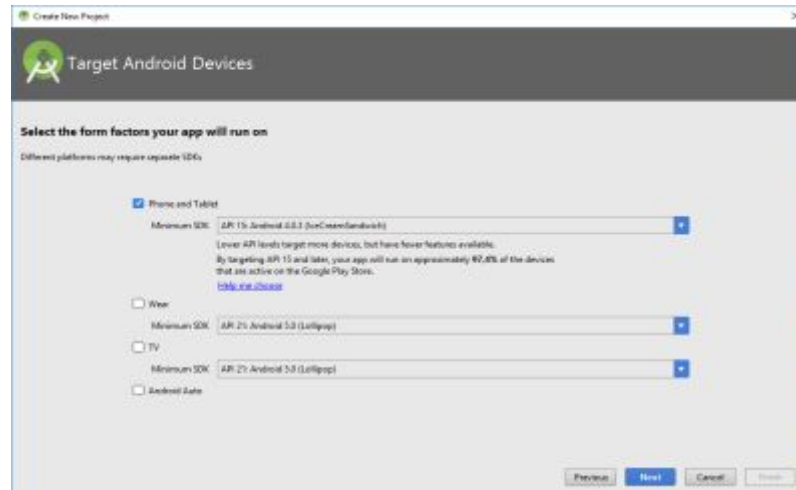 Create New Project
Target Android Devices
Select the form factors your app will run on
Different platforms may require separate SDKs
Phone and Tablet
Minimum SDK API 15: Android 4.0.3 (IceCreamSandwich)
Lower API levels target more devices, but have fewer features available.
By targeting API 15 and later, your app will run on approximately 97.4% of the devices
that are active on the Google Play Store.
Help me choose
Wear
Minimum SDK API 21: Android 5.0 (Lollipop)
TV
Minimum SDK API 21: Android 5.0 (Lollipop)
Android Auto
Previous Next Cancel Finish